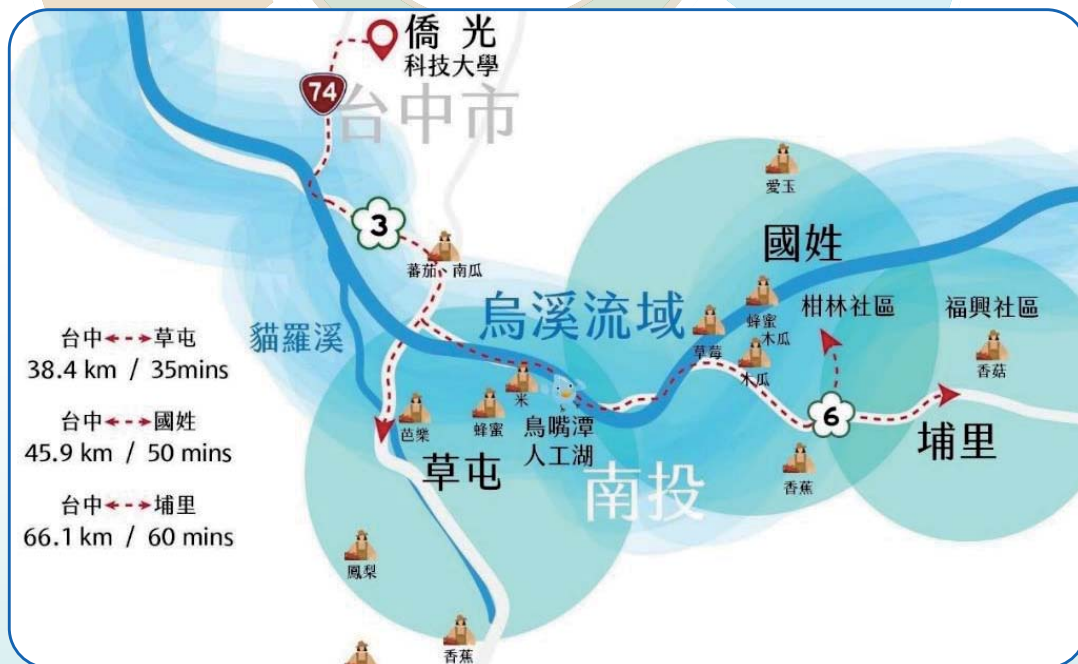 僑光
科技大學
74
台中市
3
蕃茄、南瓜
愛玉
國姓
烏溪流域
貓羅溪
蜂蜜
木瓜
草莓
木瓜
柑林社區
福興社區
香菇
台中 草屯
38.4 km / 35mins
台中 國姓
45.9 km / 50 mins
台中 埔里
66.1 km / 60 mins
芭樂
蜂蜜
米
鳥嘴潭
人工湖
草屯
南投
6
埔里
香蕉
鳳梨
香蕉